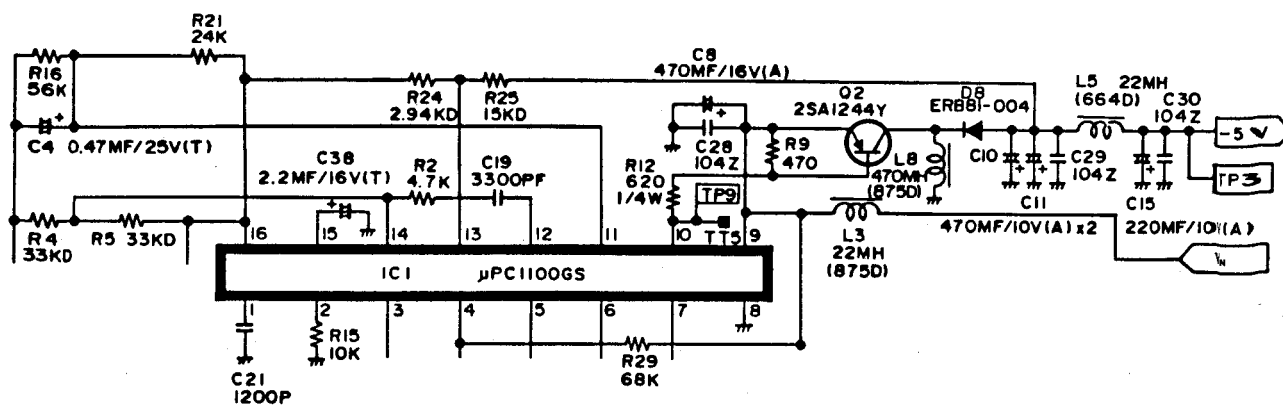 R21
24K
R16
56K
C4 0.47MF/25V(T)
R24
2.94KD
R25
15KD
C8
470MF/16V(A)
C28
104Z
R9
470
Q2
2SA1244Y
D8
ERB81-004
L5 22MH
(664D)
C30
104Z
-5V
TP3
C10
C11
C29
104Z
C15
L8
470MH
(875D)
R12
620
1/4W
TP9
TT5
C38
2.2MF/16V(T)
R2
4.7K
C19
3300PF
R4
33KD
R5 33KD
L3
22MH
(875D)
470MF/10V(A)x2
220MF/10V(A)
VIN
16 15 14 13 12 11 10 9
IC1 µPC1100GS
1 2 3 4 5 6 7 8
C21
1200P
R15
10K
R29
68K